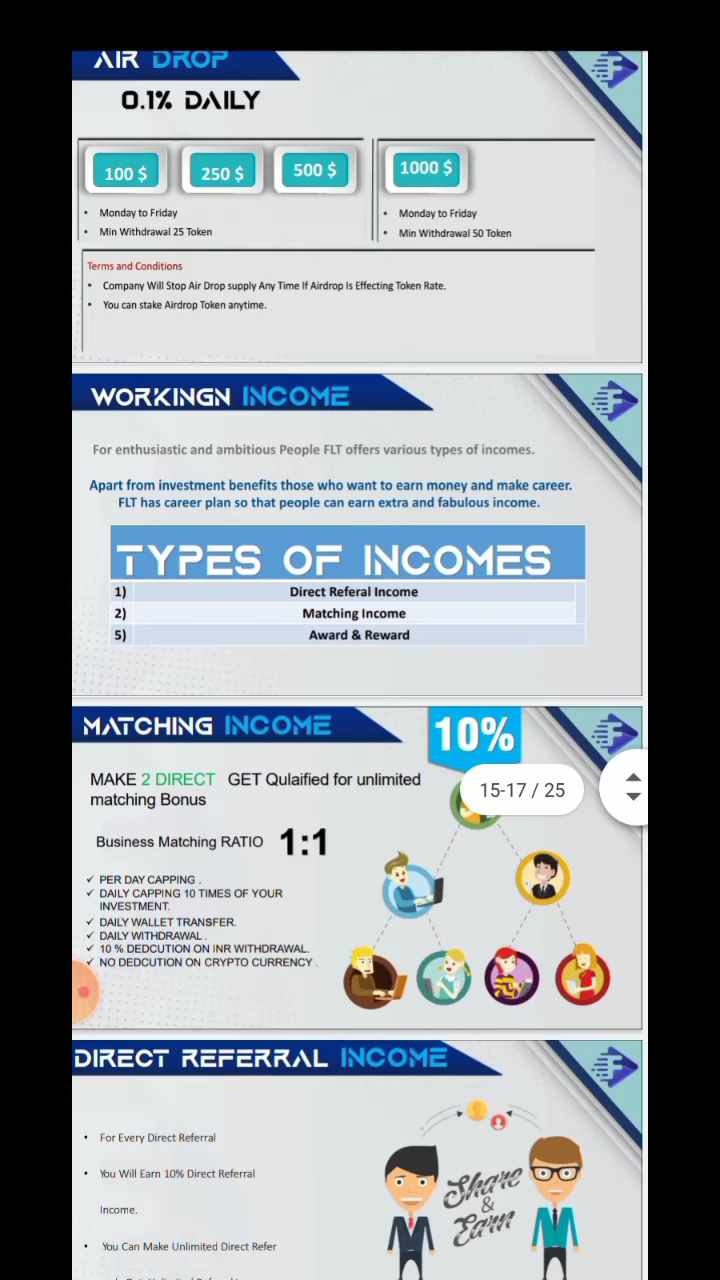 AIR DROP
0.1% DAILY
100 $
250 $
500 $
1000 $
• Monday to Friday
• Min Withdrawal 25 Token
• Monday to Friday
• Min Withdrawal 50 Token
Terms and Conditions
• Company Will Stop Air Drop supply Any Time If Airdrop Is Effecting Token Rate.
• You can stake Airdrop Token anytime.
WORKINGN INCOME
For enthusiastic and ambitious People FLT offers various types of incomes.
Apart from investment benefits those who want to earn money and make career.
FLT has career plan so that people can earn extra and fabulous income.
TYPES OF INCOMES
1) Direct Referal Income
2) Matching Income
5) Award & Reward
MATCHING INCOME
10%
MAKE 2 DIRECT GET Qulaified for unlimited
matching Bonus
15-17 / 25
Business Matching RATIO 1:1
✓ PER DAY CAPPING .
✓ DAILY CAPPING 10 TIMES OF YOUR
INVESTMENT.
✓ DAILY WALLET TRANSFER.
✓ DAILY WITHDRAWAL .
✓ 10 % DEDCUTION ON INR WITHDRAWAL.
✓ NO DEDCUTION ON CRYPTO CURRENCY .
DIRECT REFERRAL INCOME
• For Every Direct Referral
• You Will Earn 10% Direct Referral
Income.
• You Can Make Unlimited Direct Refer
Share
&
Earn